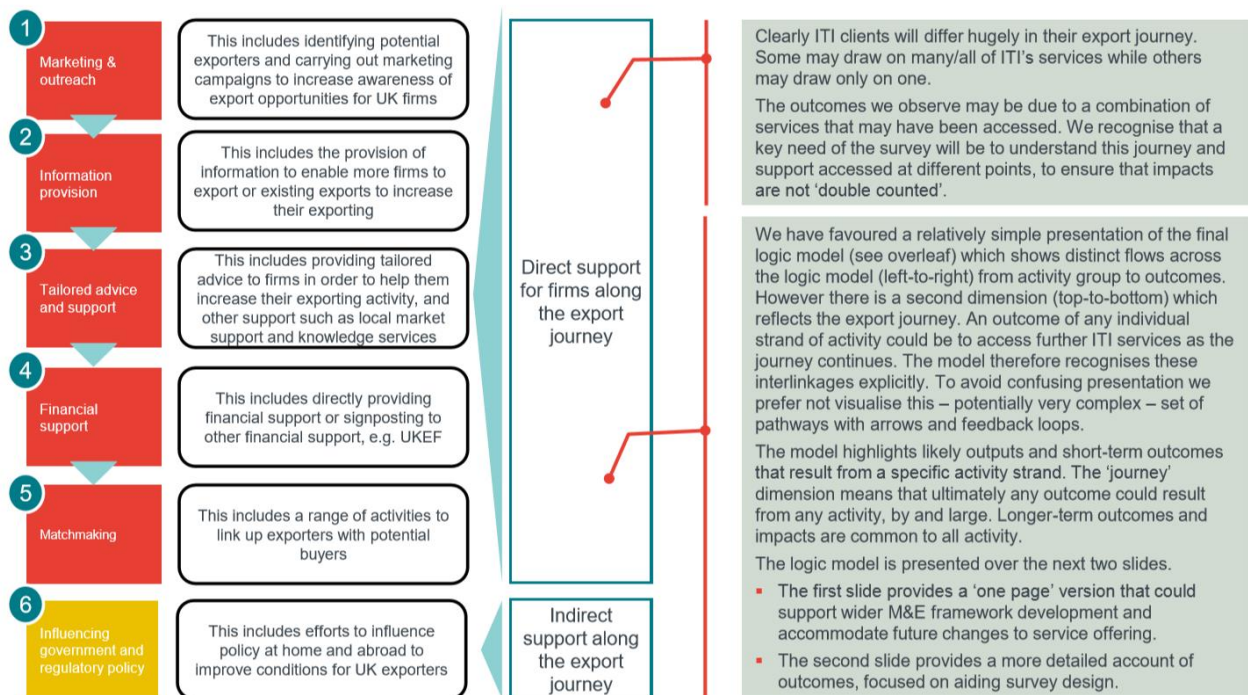 1
Marketing &
outreach
This includes identifying potential
exporters and carrying out marketing
campaigns to increase awareness of
export opportunities for UK firms
2
Information
provision
This includes the provision of
information to enable more firms to
export or existing exports to increase
their exporting
3
Tailored advice
and support
This includes providing tailored
advice to firms in order to help them
increase their exporting activity, and
other support such as local market
support and knowledge services
4
Financial
support
This includes directly providing
financial support or signposting to
other financial support, e.g. UKEF
5
Matchmaking
This includes a range of activities to
link up exporters with potential
buyers
6
Influencing
government and
regulatory policy
This includes efforts to influence
policy at home and abroad to
improve conditions for UK exporters
Direct support
for firms along
the export
journey
Indirect
support along
the export
journey
Clearly ITI clients will differ hugely in their export journey.
Some may draw on many/all of ITI's services while others
may draw only on one.
The outcomes we observe may be due to a combination of
services that may have been accessed. We recognise that a
key need of the survey will be to understand this journey and
support accessed at different points, to ensure that impacts
are not 'double counted'.
We have favoured a relatively simple presentation of the final
logic model (see overleaf) which shows distinct flows across
the logic model (left-to-right) from activity group to outcomes.
However there is a second dimension (top-to-bottom) which
reflects the export journey. An outcome of any individual
strand of activity could be to access further ITI services as the
journey continues. The model therefore recognises these
interlinkages explicitly. To avoid confusing presentation we
prefer not visualise this – potentially very complex – set of
pathways with arrows and feedback loops.
The model highlights likely outputs and short-term outcomes
that result from a specific activity strand. The 'journey'
dimension means that ultimately any outcome could result
from any activity, by and large. Longer-term outcomes and
impacts are common to all activity.
The logic model is presented over the next two slides.
▪ The first slide provides a 'one page' version that could
support wider M&E framework development and
accommodate future changes to service offering.
▪ The second slide provides a more detailed account of
outcomes, focused on aiding survey design.